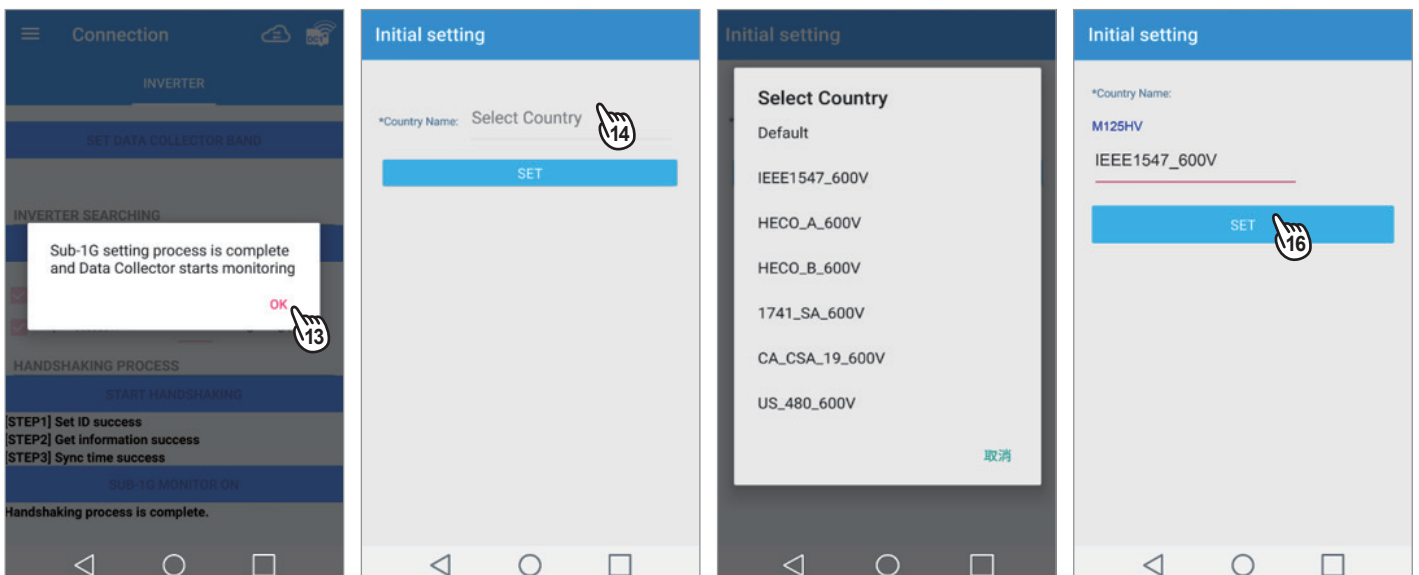 Connection
DC1
INVERTER
SET DATA COLLECTOR BAND
INVERTER SEARCHING
Sub-1G setting process is complete
and Data Collector starts monitoring
OK
13
HANDSHAKING PROCESS
START HANDSHAKING
[STEP1] Set ID success
[STEP2] Get information success
[STEP3] Sync time success
SUB-1G MONITOR ON
Handshaking process is complete.
Initial setting
*Country Name: Select Country
14
SET
Initial setting
Select Country
Default
IEEE1547_600V
HECO_A_600V
HECO_B_600V
1741_SA_600V
CA_CSA_19_600V
US_480_600V
取消
Initial setting
*Country Name:
M125HV
IEEE1547_600V
SET
16